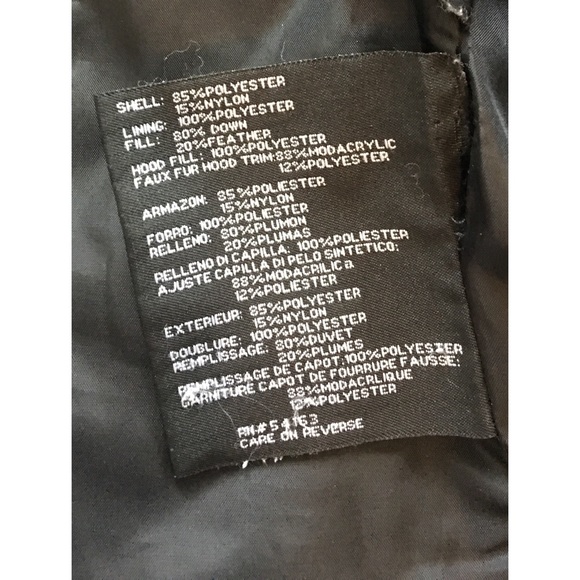 SHELL: 85%POLYESTER
15%NYLON
LINING: 100%POLYESTER
FILL: 80% DOWN
20%FEATHER
HOOD FILL: 100%POLYESTER
FAUX FUR HOOD TRIM:88%MODACRYLIC
12%POLYESTER
ARMAZON: 85%POLIESTER
15%NYLON
FORRO: 100%POLIESTER
RELLENO: 80%PLUMON
20%PLUMAS
RELLENO DI CAPILLA: 100%POLIESTER
AJUSTE CAPILLA DI PELO SINTETICO:
88%MODACRILICa
12%POLIESTER
EXTERIEUR: 85%POLYESTER
15%NYLON
DOUBLURE: 100%POLYESTER
REMPLISSAGE: 80%DUVET
20%PLUMES
REMPLISSAGE DE CAPOT:100%POLYESTER
GARNITURE CAPOT DE FOURRURE FAUSSE:
88%MODACRLIQUE
12%POLYESTER
RN#54163
CARE ON REVERSE